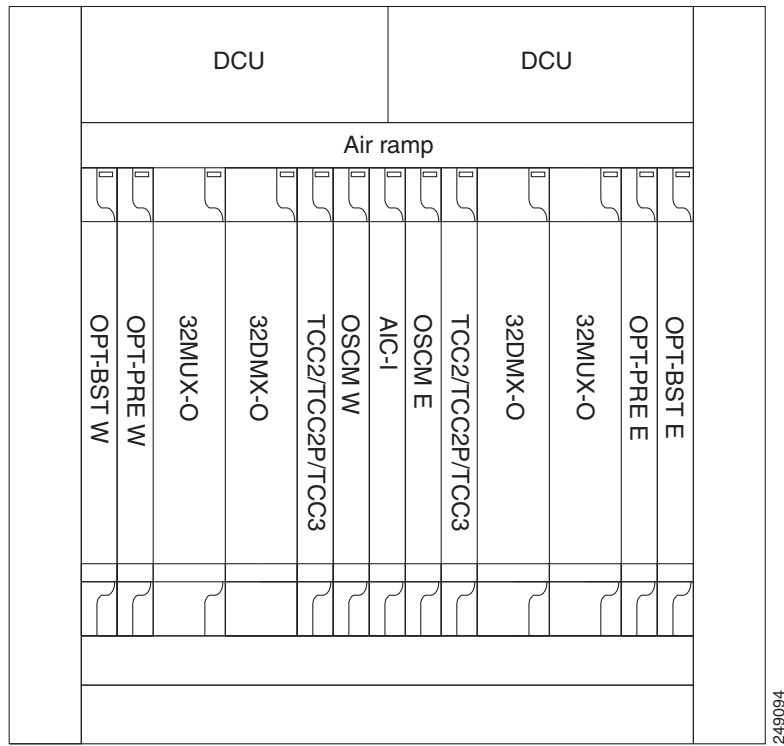 DCU
DCU
Air ramp
OPT-BST W
OPT-PRE W
32MUX-O
32DMX-O
TCC2/TCC2P/TCC3
OSCM W
AIC-I
OSCM E
TCC2/TCC2P/TCC3
32DMX-O
32MUX-O
OPT-PRE E
OPT-BST E
249094